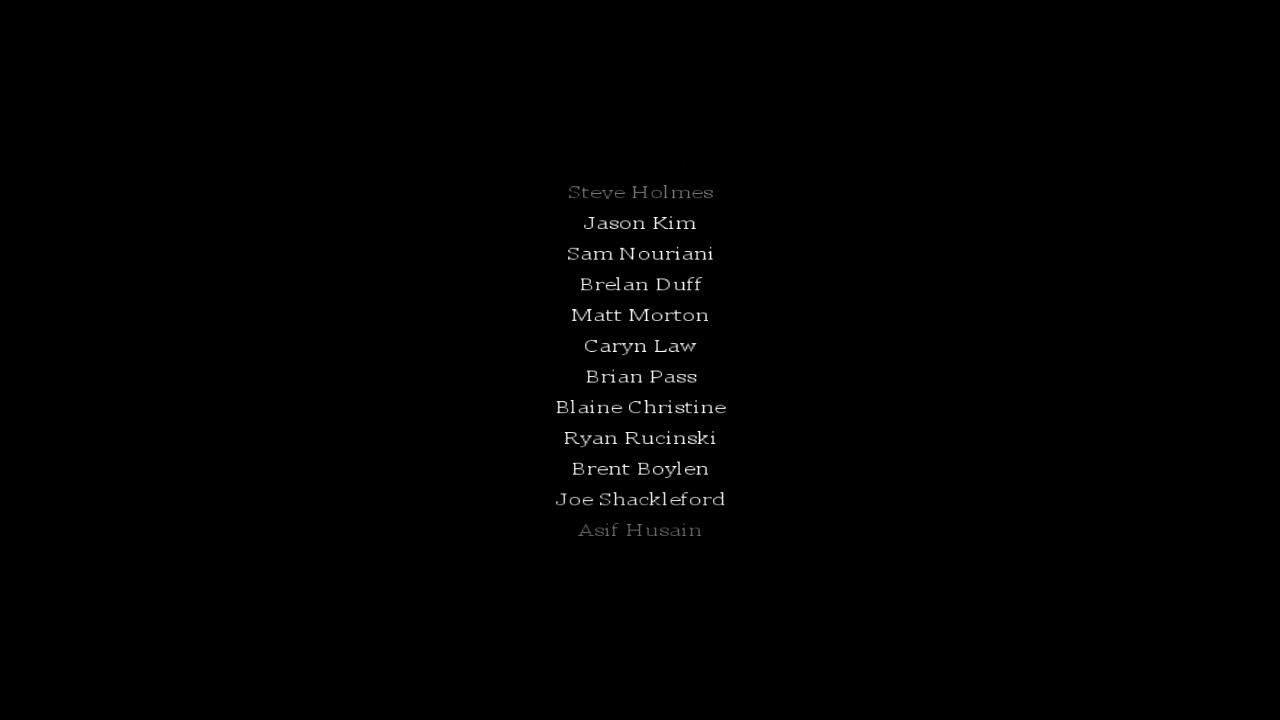 Steve Holmes
Jason Kim
Sam Nouriani
Brelan Duff
Matt Morton
Caryn Law
Brian Pass
Blaine Christine
Ryan Rucinski
Brent Boylen
Joe Shackleford
Asif Husain